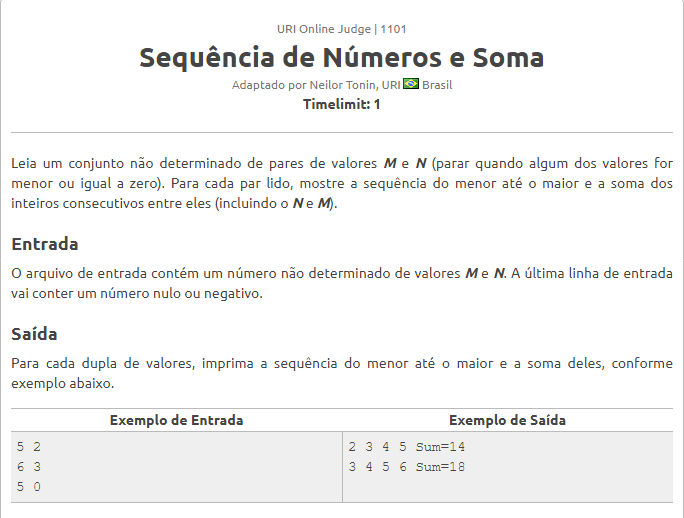 URI Online Judge | 1101
Sequência de Números e Soma
Adaptado por Neilor Tonin, URI Brasil
Timelimit: 1
Leia um conjunto não determinado de pares de valores M e N (parar quando algum dos valores for
menor ou igual a zero). Para cada par lido, mostre a sequência do menor até o maior e a soma dos
inteiros consecutivos entre eles (incluindo o N e M).
Entrada
O arquivo de entrada contém um número não determinado de valores M e N. A última linha de entrada
vai conter um número nulo ou negativo.
Saída
Para cada dupla de valores, imprima a sequência do menor até o maior e a soma deles, conforme
exemplo abaixo.
Exemplo de Entrada Exemplo de Saída
5 2 2 3 4 5 Sum=14
6 3 3 4 5 6 Sum=18
5 0